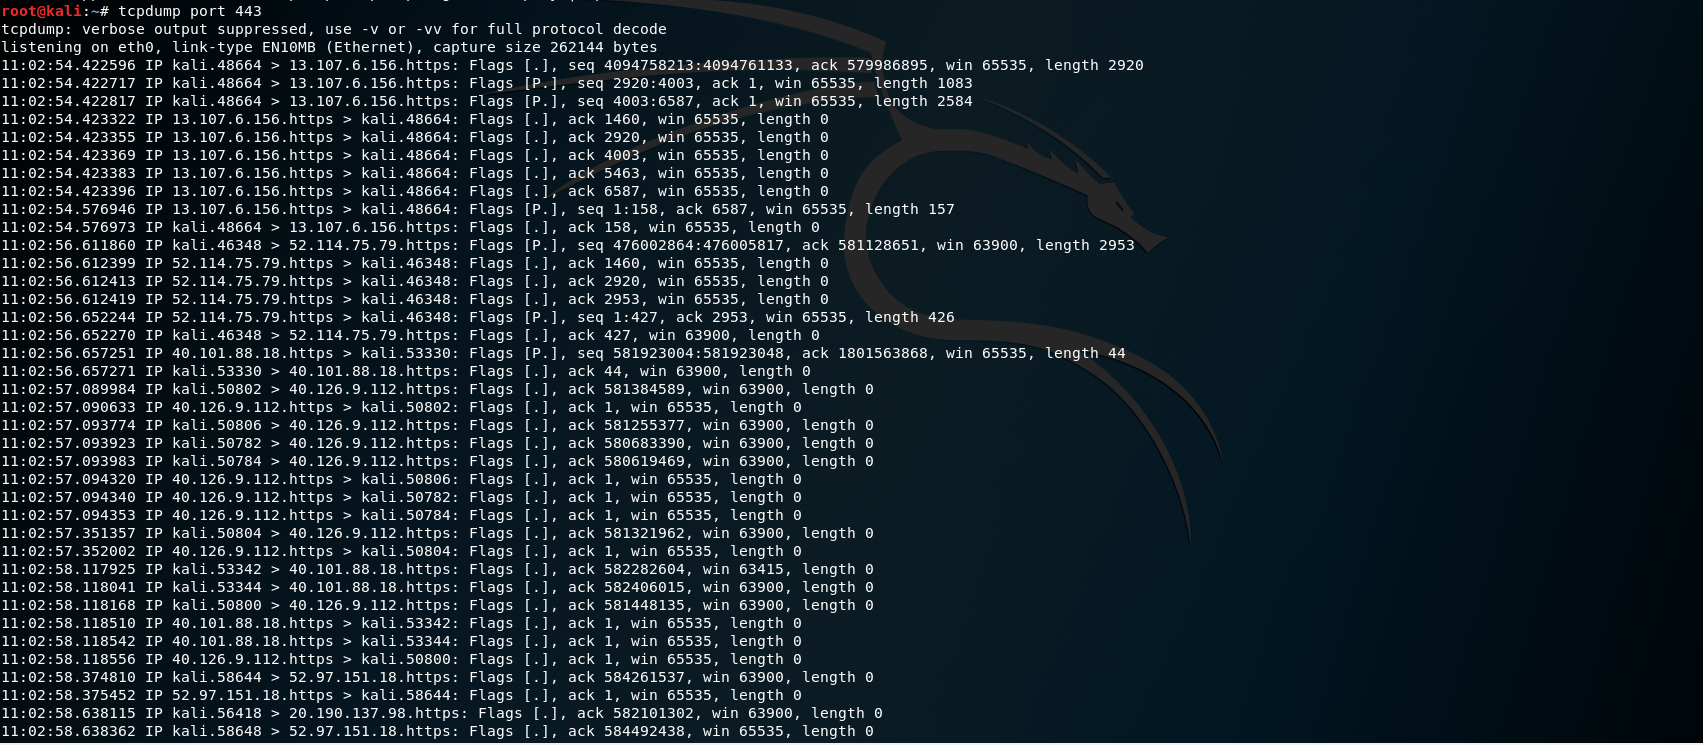 root@kali:~# tcpdump port 443
tcpdump: verbose output suppressed, use -v or -vv for full protocol decode
listening on eth0, link-type EN10MB (Ethernet), capture size 262144 bytes
11:02:54.422596 IP kali.48664 > 13.107.6.156.https: Flags [.], seq 4094758213:4094761133, ack 579986895, win 65535, length 2920
11:02:54.422717 IP kali.48664 > 13.107.6.156.https: Flags [P.], seq 2920:4003, ack 1, win 65535, length 1083
11:02:54.422817 IP kali.48664 > 13.107.6.156.https: Flags [P.], seq 4003:6587, ack 1, win 65535, length 2584
11:02:54.423322 IP 13.107.6.156.https > kali.48664: Flags [.], ack 1460, win 65535, length 0
11:02:54.423355 IP 13.107.6.156.https > kali.48664: Flags [.], ack 2920, win 65535, length 0
11:02:54.423369 IP 13.107.6.156.https > kali.48664: Flags [.], ack 4003, win 65535, length 0
11:02:54.423383 IP 13.107.6.156.https > kali.48664: Flags [.], ack 5463, win 65535, length 0
11:02:54.423396 IP 13.107.6.156.https > kali.48664: Flags [.], ack 6587, win 65535, length 0
11:02:54.576946 IP 13.107.6.156.https > kali.48664: Flags [P.], seq 1:158, ack 6587, win 65535, length 157
11:02:54.576973 IP kali.48664 > 13.107.6.156.https: Flags [.], ack 158, win 65535, length 0
11:02:56.611860 IP kali.46348 > 52.114.75.79.https: Flags [P.], seq 476002864:476005817, ack 581128651, win 63900, length 2953
11:02:56.612399 IP 52.114.75.79.https > kali.46348: Flags [.], ack 1460, win 65535, length 0
11:02:56.612413 IP 52.114.75.79.https > kali.46348: Flags [.], ack 2920, win 65535, length 0
11:02:56.612419 IP 52.114.75.79.https > kali.46348: Flags [.], ack 2953, win 65535, length 0
11:02:56.652244 IP 52.114.75.79.https > kali.46348: Flags [P.], seq 1:427, ack 2953, win 65535, length 426
11:02:56.652270 IP kali.46348 > 52.114.75.79.https: Flags [.], ack 427, win 63900, length 0
11:02:56.657251 IP 40.101.88.18.https > kali.53330: Flags [P.], seq 581923004:581923048, ack 1801563868, win 65535, length 44
11:02:56.657271 IP kali.53330 > 40.101.88.18.https: Flags [.], ack 44, win 63900, length 0
11:02:57.089984 IP kali.50802 > 40.126.9.112.https: Flags [.], ack 581384589, win 63900, length 0
11:02:57.090633 IP 40.126.9.112.https > kali.50802: Flags [.], ack 1, win 65535, length 0
11:02:57.093774 IP kali.50806 > 40.126.9.112.https: Flags [.], ack 581255377, win 63900, length 0
11:02:57.093923 IP kali.50782 > 40.126.9.112.https: Flags [.], ack 580683390, win 63900, length 0
11:02:57.093983 IP kali.50784 > 40.126.9.112.https: Flags [.], ack 580619469, win 63900, length 0
11:02:57.094320 IP 40.126.9.112.https > kali.50806: Flags [.], ack 1, win 65535, length 0
11:02:57.094340 IP 40.126.9.112.https > kali.50782: Flags [.], ack 1, win 65535, length 0
11:02:57.094353 IP 40.126.9.112.https > kali.50784: Flags [.], ack 1, win 65535, length 0
11:02:57.351357 IP kali.50804 > 40.126.9.112.https: Flags [.], ack 581321962, win 63900, length 0
11:02:57.352002 IP 40.126.9.112.https > kali.50804: Flags [.], ack 1, win 65535, length 0
11:02:58.117925 IP kali.53342 > 40.101.88.18.https: Flags [.], ack 582282604, win 63415, length 0
11:02:58.118041 IP kali.53344 > 40.101.88.18.https: Flags [.], ack 582406015, win 63900, length 0
11:02:58.118168 IP kali.50800 > 40.126.9.112.https: Flags [.], ack 581448135, win 63900, length 0
11:02:58.118510 IP 40.101.88.18.https > kali.53342: Flags [.], ack 1, win 65535, length 0
11:02:58.118542 IP 40.101.88.18.https > kali.53344: Flags [.], ack 1, win 65535, length 0
11:02:58.118556 IP 40.126.9.112.https > kali.50800: Flags [.], ack 1, win 65535, length 0
11:02:58.374810 IP kali.58644 > 52.97.151.18.https: Flags [.], ack 584261537, win 63900, length 0
11:02:58.375452 IP 52.97.151.18.https > kali.58644: Flags [.], ack 1, win 65535, length 0
11:02:58.638115 IP kali.56418 > 20.190.137.98.https: Flags [.], ack 582101302, win 63900, length 0
11:02:58.638362 IP kali.58648 > 52.97.151.18.https: Flags [.], ack 584492438, win 65535, length 0